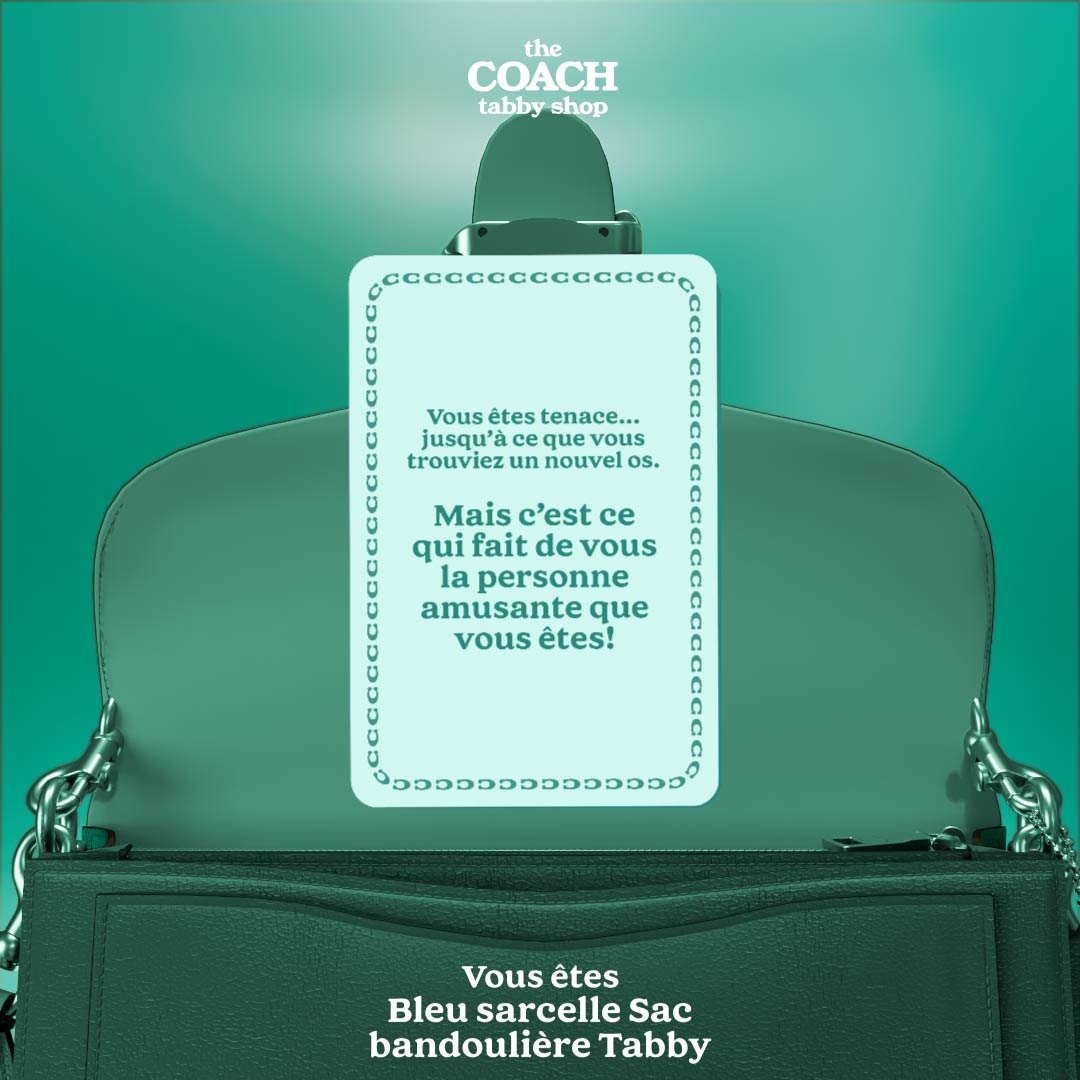 the
COACH
tabby shop
Vous êtes tenace...
jusqu'à ce que vous
trouviez un nouvel os.
Mais c'est ce
qui fait de vous
la personne
amusante que
vous êtes!
Vous êtes
Bleu sarcelle Sac
bandoulière Tabby